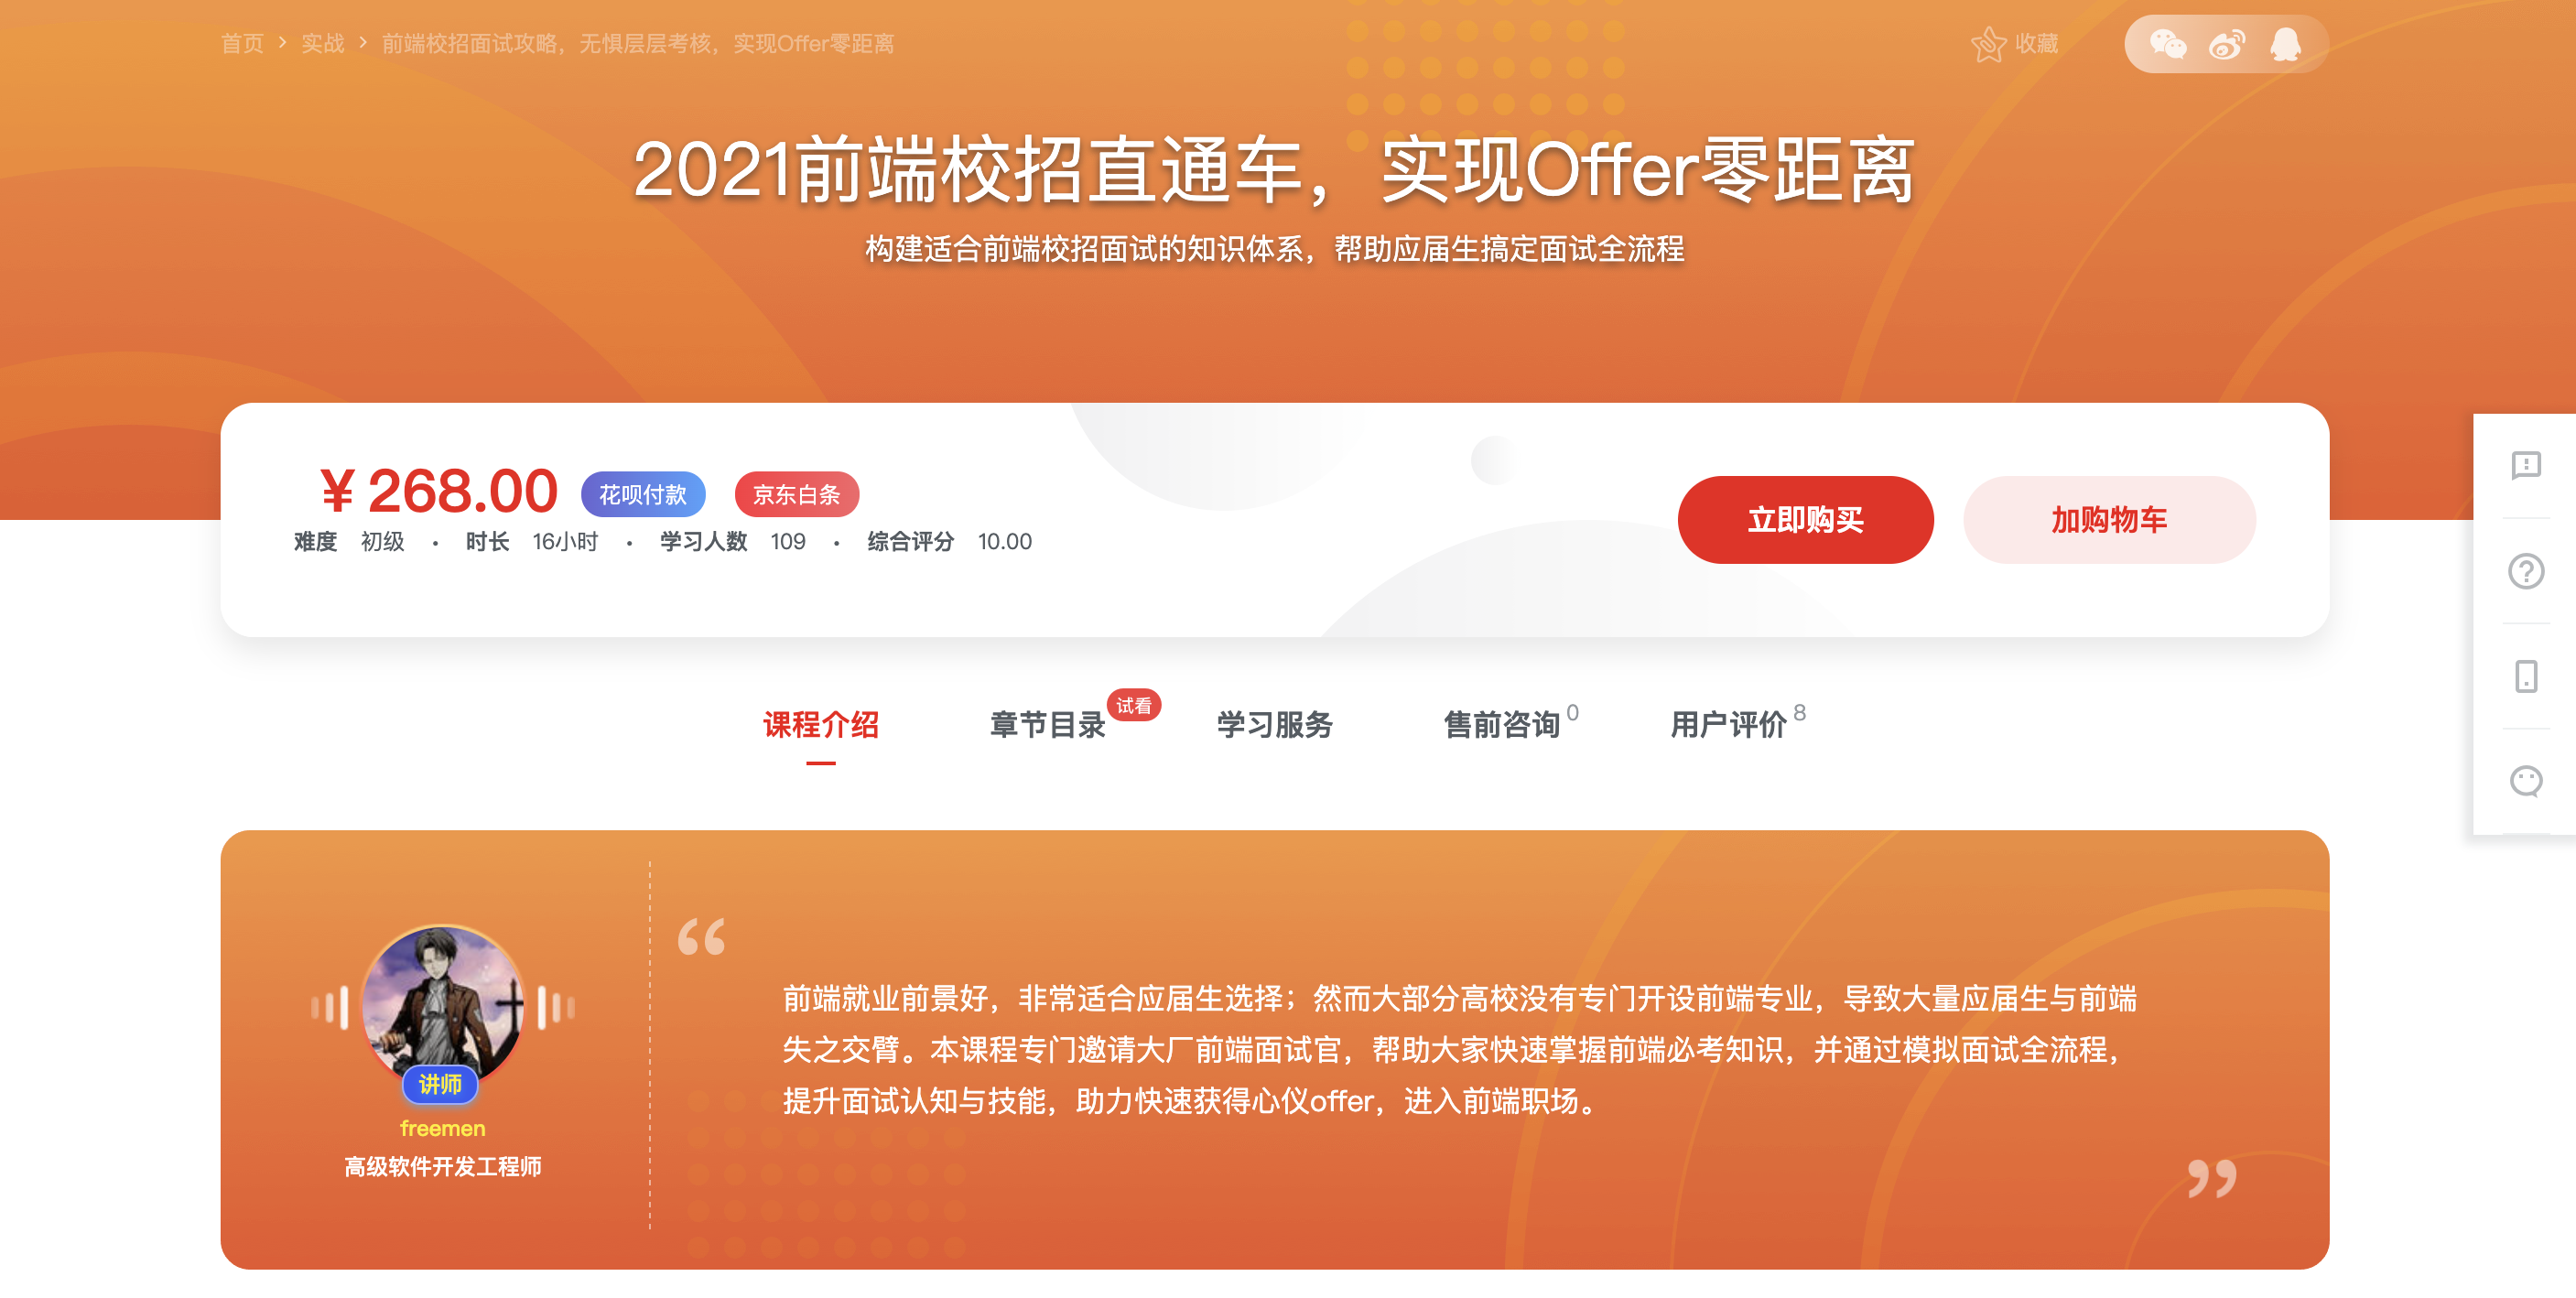 首页 > 实战 > 前端校招面试攻略，无惧层层考核，实现Offer零距离
收藏
2021前端校招直通车，实现Offer零距离
构建适合前端校招面试的知识体系，帮助应届生搞定面试全流程
¥ 268.00 花呗付款 京东白条
难度 初级 · 时长 16小时 · 学习人数 109 · 综合评分 10.00
立即购买 加购物车
课程介绍 章节目录 试看 学习服务 售前咨询 0 用户评价 8
“
前端就业前景好，非常适合应届生选择；然而大部分高校没有专门开设前端专业，导致大量应届生与前端
失之交臂。本课程专门邀请大厂前端面试官，帮助大家快速掌握前端必考知识，并通过模拟面试全流程，
提升面试认知与技能，助力快速获得心仪offer，进入前端职场。
”
讲师
freemen
高级软件开发工程师